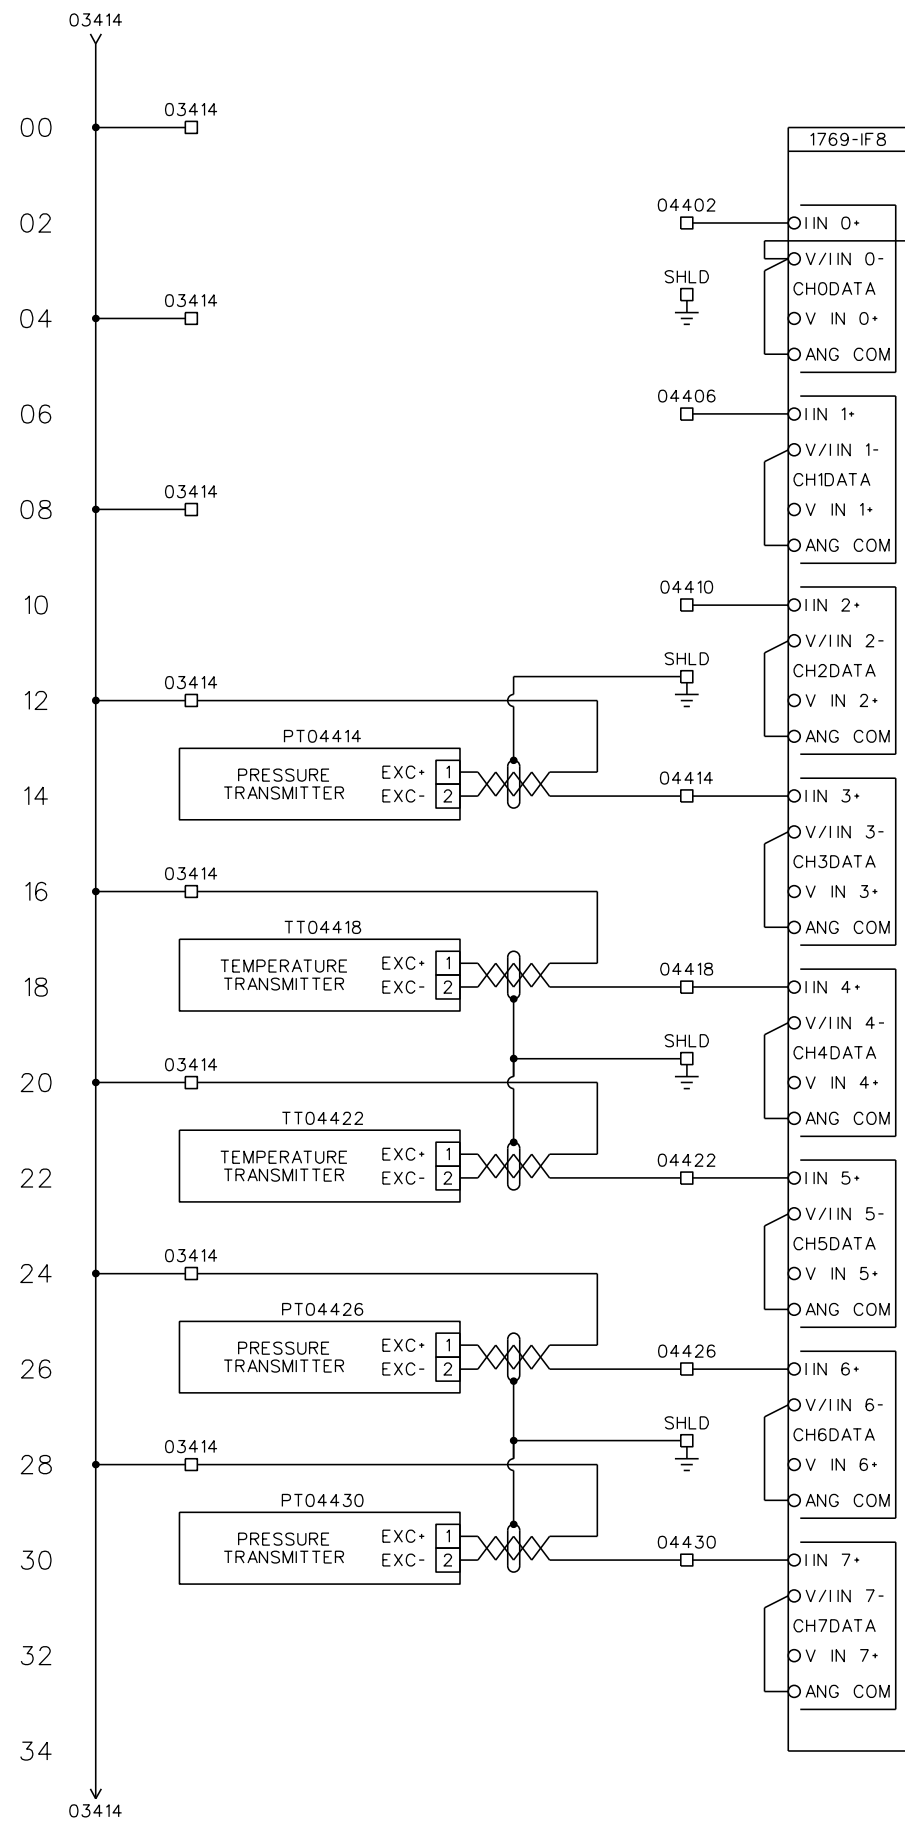 03414
00
03414
1769-IF8
02
04402
IIN 0+
V/IIN 0-
SHLD
CH0DATA
04
03414
V IN 0+
ANG COM
06
04406
IIN 1+
V/IIN 1-
CH1DATA
08
03414
V IN 1+
ANG COM
10
04410
IIN 2+
V/IIN 2-
SHLD
CH2DATA
12
03414
V IN 2+
PT04414
ANG COM
PRESSURE
TRANSMITTER
EXC+ 1
EXC- 2
14
04414
IIN 3+
V/IIN 3-
CH3DATA
16
03414
V IN 3+
TT04418
ANG COM
TEMPERATURE
TRANSMITTER
EXC+ 1
EXC- 2
18
04418
IIN 4+
V/IIN 4-
SHLD
CH4DATA
20
03414
V IN 4+
TT04422
ANG COM
TEMPERATURE
TRANSMITTER
EXC+ 1
EXC- 2
22
04422
IIN 5+
V/IIN 5-
CH5DATA
24
03414
V IN 5+
PT04426
ANG COM
PRESSURE
TRANSMITTER
EXC+ 1
EXC- 2
26
04426
IIN 6+
V/IIN 6-
SHLD
CH6DATA
28
03414
V IN 6+
PT04430
ANG COM
PRESSURE
TRANSMITTER
EXC+ 1
EXC- 2
30
04430
IIN 7+
V/IIN 7-
CH7DATA
32
V IN 7+
ANG COM
34
03414